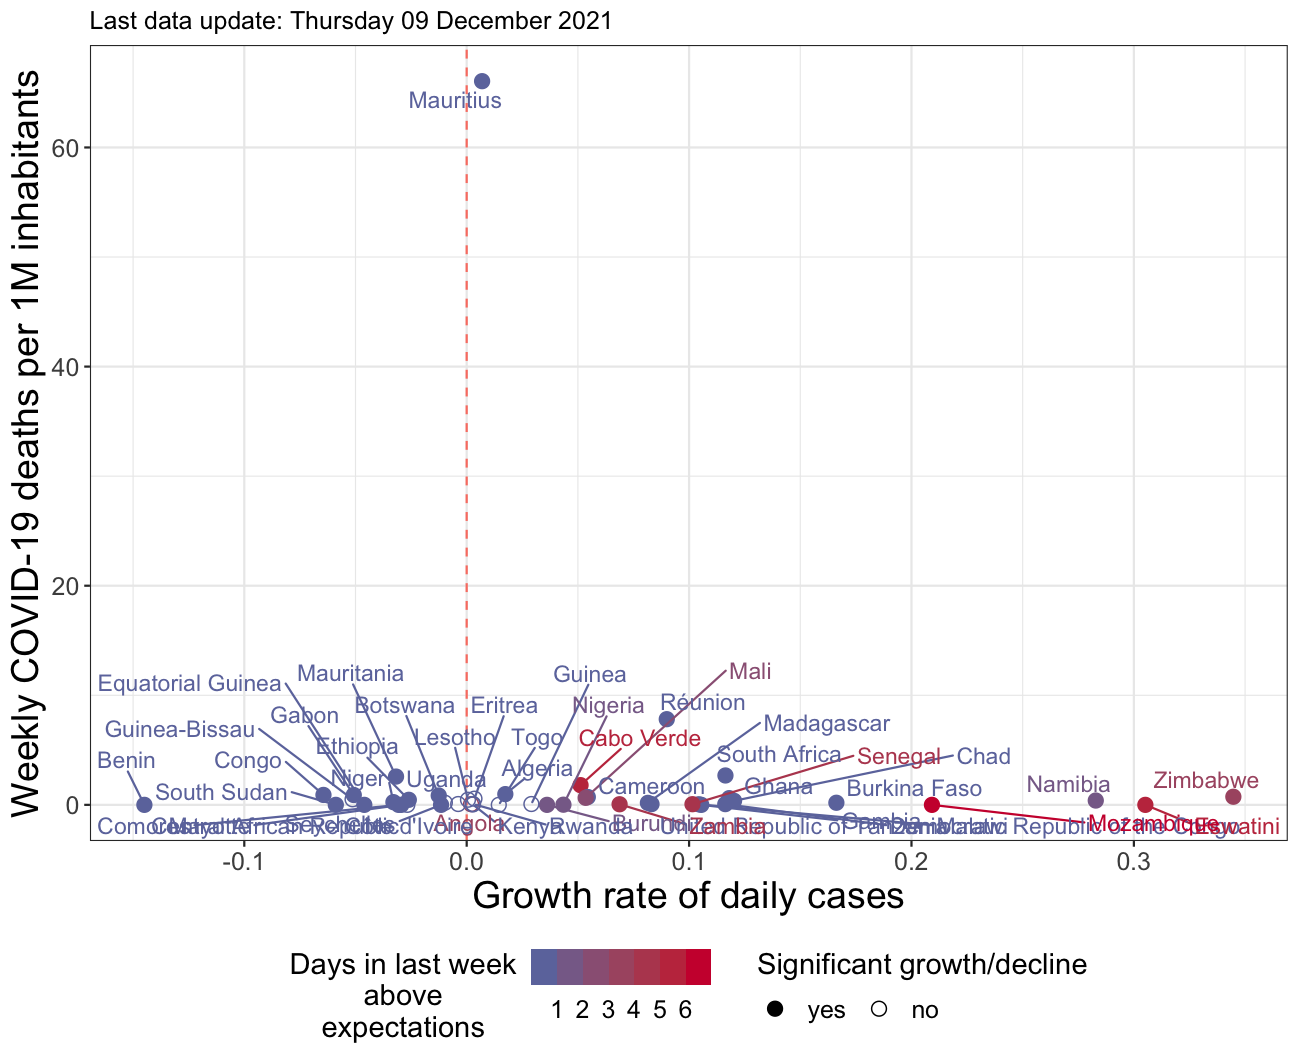 Last data update: Thursday 09 December 2021
Weekly COVID-19 deaths per 1M inhabitants
60
40
20
0
Mauritius
Mali
Mauritania
Guinea
Equatorial Guinea
Réunion
Botswana
Eritrea
Nigeria
Gabon
Madagascar
Guinea-Bissau
Lesotho
Togo
Cabo Verde
Ethiopia
South Africa
Senegal
Chad
Benin
Congo
Algeria
Niger
Uganda
Cameroon
Ghana
Burkina Faso
Namibia
Zimbabwe
South Sudan
Gambia
Angola
Kenya
Rwanda
Burundi
Zambia
Malawi
Mozambique
Eswatini
-0.1
0.0
0.1
0.2
0.3
Growth rate of daily cases
Days in last week
above
expectations
1 2 3 4 5 6
Significant growth/decline
yes
no